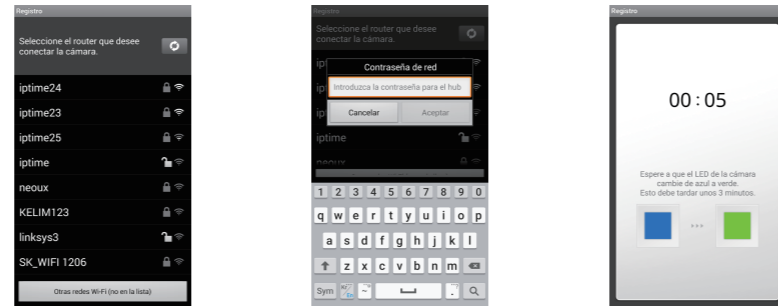 Registro
Seleccione el router que desee
conectar la cámara.
iptime24
iptime23
iptime25
iptime
neoux
KELIM123
linksys3
SK_WIFI 1206
Otras redes Wi-Fi (no en la lista)
Registro
Seleccione el router que desee
conectar la cámara.
Contraseña de red
Introduzca la contraseña para el hub
Cancelar Aceptar
iptime
neoux
1 2 3 4 5 6 7 8 9 0
q w e r t y u i o p
a s d f g h j k l
z x c v b n m
Sym
Registro
00 : 05
Espere a que el LED de la cámara
cambie de azul a verde.
Esto debe tardar unos 3 minutos.